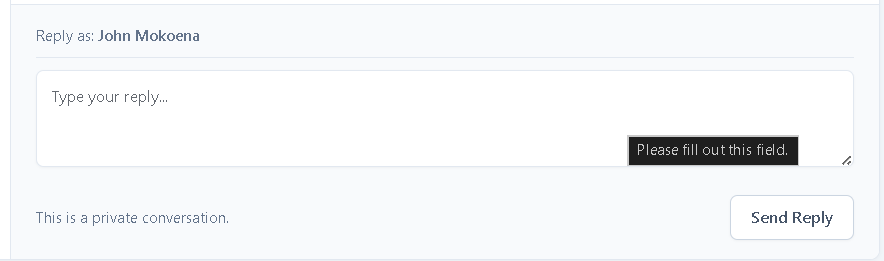 Reply as: John Mokoena
Type your reply...
Please fill out this field.
This is a private conversation.
Send Reply